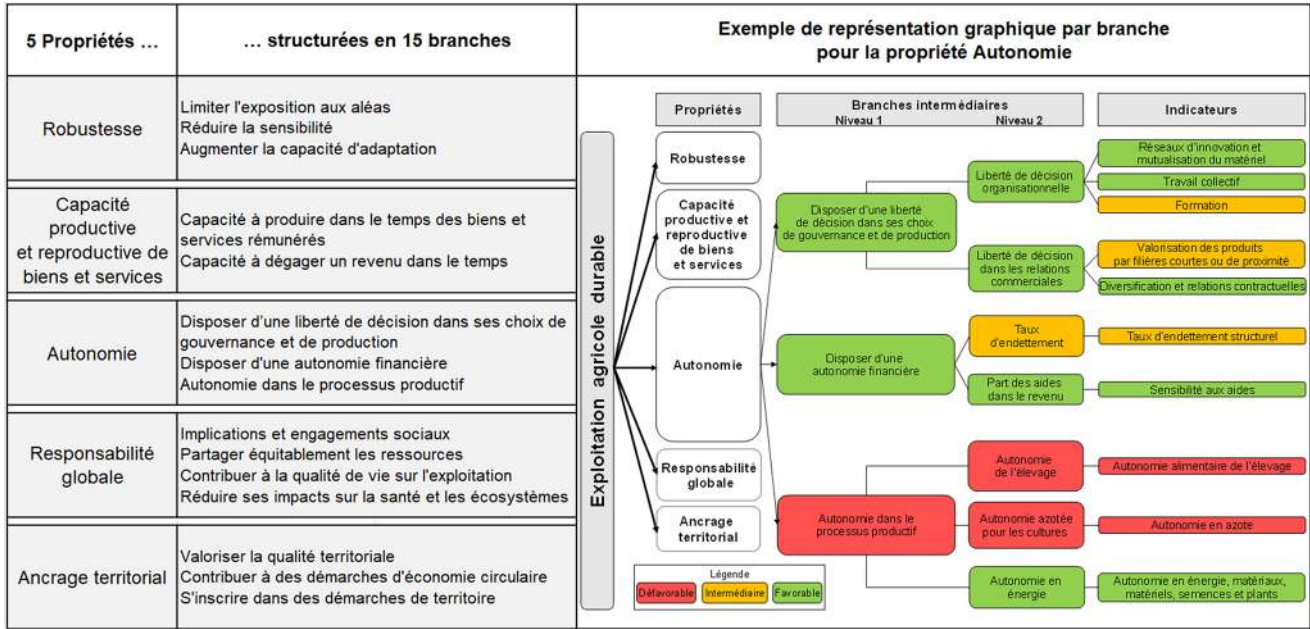 5 Propriétés ...
... structurées en 15 branches
Exemple de représentation graphique par branche
pour la propriété Autonomie
Robustesse
Limiter l'exposition aux aléas
Réduire la sensibilité
Augmenter la capacité d'adaptation
Capacité
productive
et reproductive de
biens et services
Capacité à produire dans le temps des biens et
services rémunérés
Capacité à dégager un revenu dans le temps
Autonomie
Disposer d'une liberté de décision dans ses choix de
gouvernance et de production
Disposer d'une autonomie financière
Autonomie dans le processus productif
Responsabilité
globale
Implications et engagements sociaux
Partager équitablement les ressources
Contribuer à la qualité de vie sur l'exploitation
Réduire ses impacts sur la santé et les écosystèmes
Ancrage territorial
Valoriser la qualité territoriale
Contribuer à des démarches d'économie circulaire
S'inscrire dans des démarches de territoire
Exploitation agricole durable
Propriétés
Robustesse
Capacité
productive et
reproductive
de biens
et services
Autonomie
Responsabilité
globale
Ancrage
territorial
Branches intermédiaires
Niveau 1
Niveau 2
Disposer d'une liberté
de décision dans ses choix
de gouvernance et de production
Disposer d'une
autonomie financière
Autonomie dans le
processus productif
Liberté de décision
organisationnelle
Liberté de décision
dans les relations
commerciales
Taux
d'endettement
Part des aides
dans le revenu
Autonomie
de l'élevage
Autonomie azotée
pour les cultures
Autonomie en
énergie
Indicateurs
Réseaux d'innovation et
mutualisation du matériel
Travail collectif
Formation
Valorisation des produits
par filières courtes ou de proximité
Diversification et relations contractuelles
Taux d'endettement structurel
Sensibilité aux aides
Autonomie alimentaire de l'élevage
Autonomie en azote
Autonomie en énergie, matériaux,
matériels, semences et plants
Légende
Défavorable
Intermédiaire
Favorable